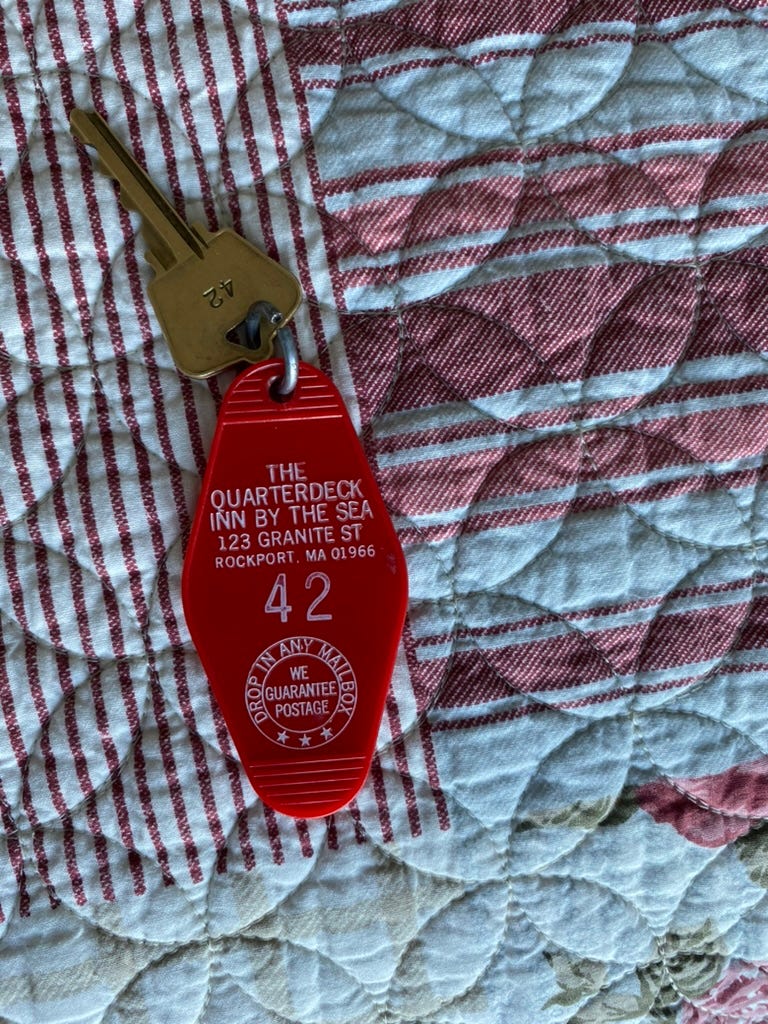 42
THE
QUARTERDECK
INN BY THE SEA
123 GRANITE ST
ROCKPORT, MA 01966
42
DROP IN ANY MAILBOX
WE
GUARANTEE
POSTAGE